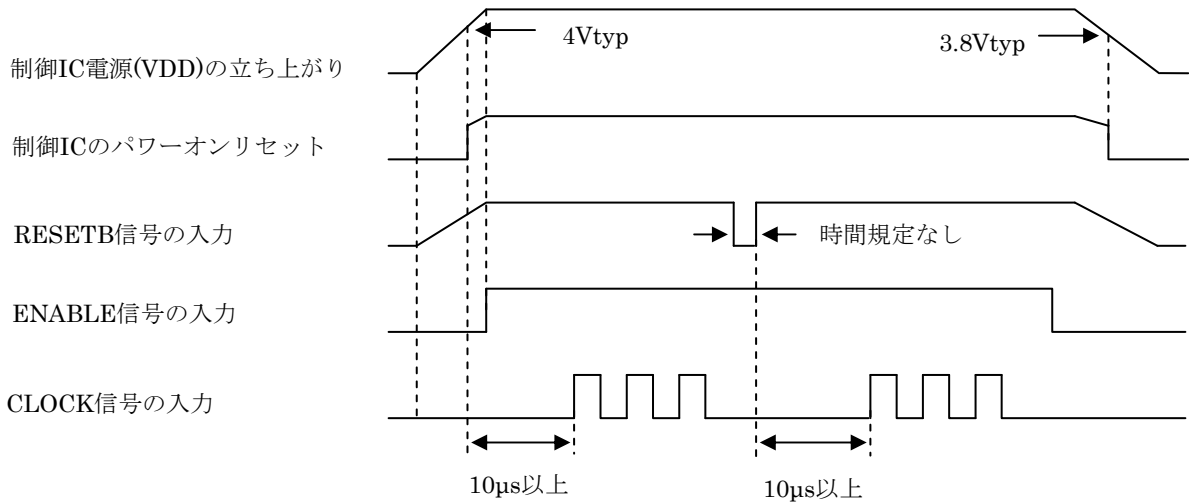 4Vtyp
3.8Vtyp
制御IC電源(VDD)の立ち上がり
制御ICのパワーオンリセット
RESETB信号の入力
時間規定なし
ENABLE信号の入力
CLOCK信号の入力
10μs以上
10μs以上